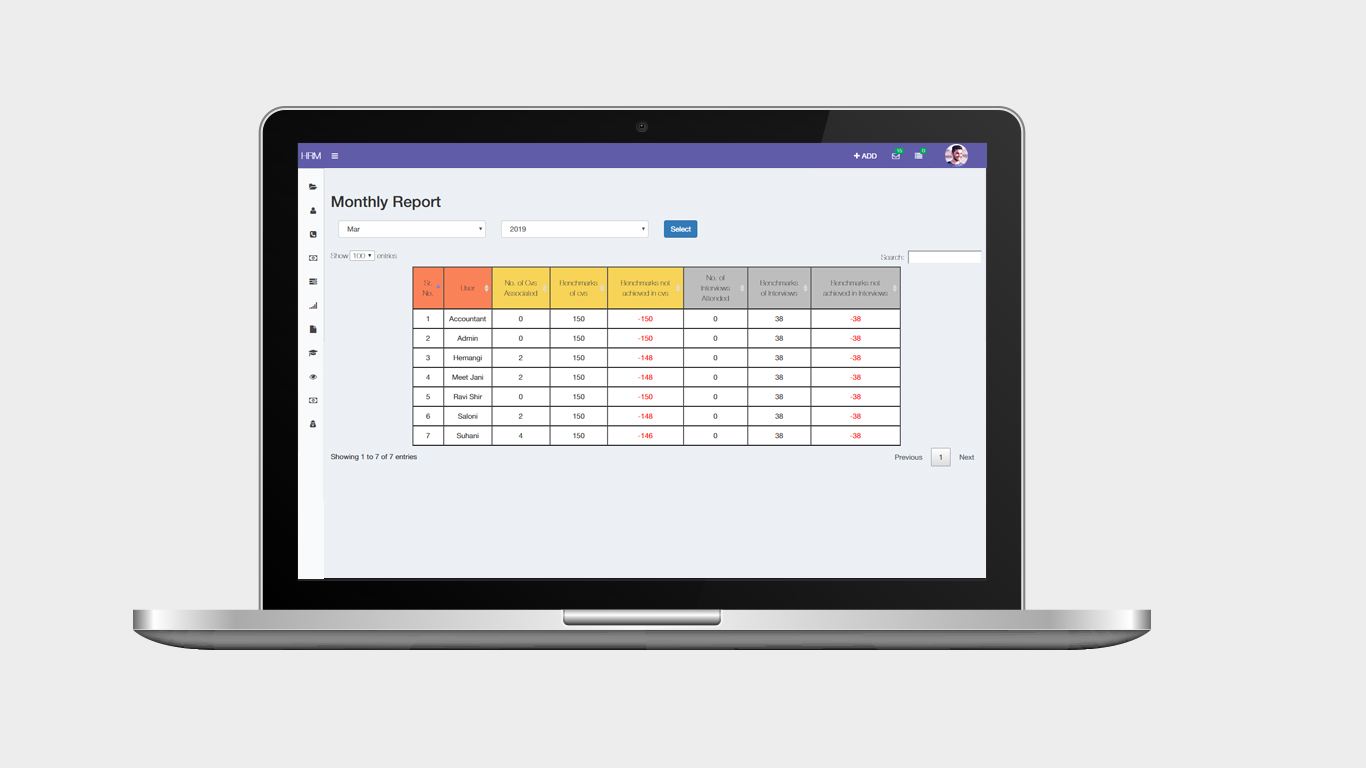 HRM
+ ADD
Monthly Report
Mar
2019
Select
Show 100 entries
Search:
Sr. No. User No. of Cvs Associated Benchmarks of cvs Benchmarks not achieved in cvs No. of Interviews Attended Benchmarks of Interviews Benchmarks not achieved in Interviews
1 Accountant 0 150 -150 0 38 -38
2 Admin 0 150 -150 0 38 -38
3 Hemangi 2 150 -148 0 38 -38
4 Meet Jani 2 150 -148 0 38 -38
5 Ravi Shir 0 150 -150 0 38 -38
6 Saloni 2 150 -148 0 38 -38
7 Suhani 4 150 -146 0 38 -38
Showing 1 to 7 of 7 entries
Previous 1 Next